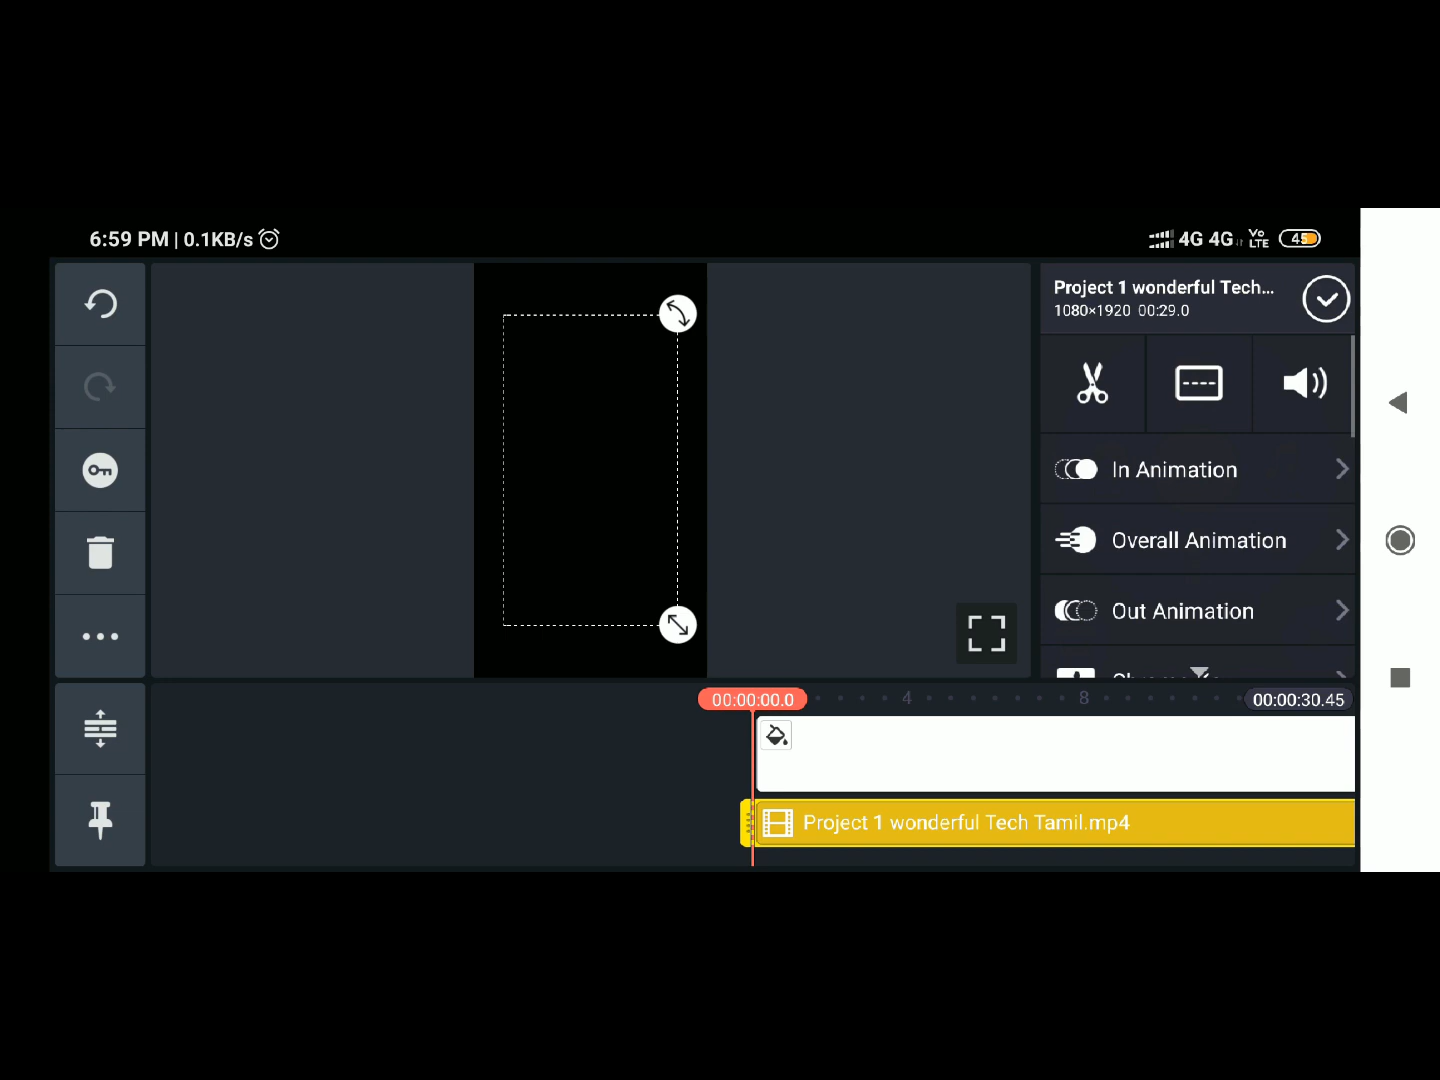 6:59 PM | 0.1KB/s
4G 4G Vo LTE 45
Project 1 wonderful Tech...
1080×1920 00:29.0
In Animation
Overall Animation
Out Animation
00:00:00.0 4 8 00:00:30.45
Project 1 wonderful Tech Tamil.mp4